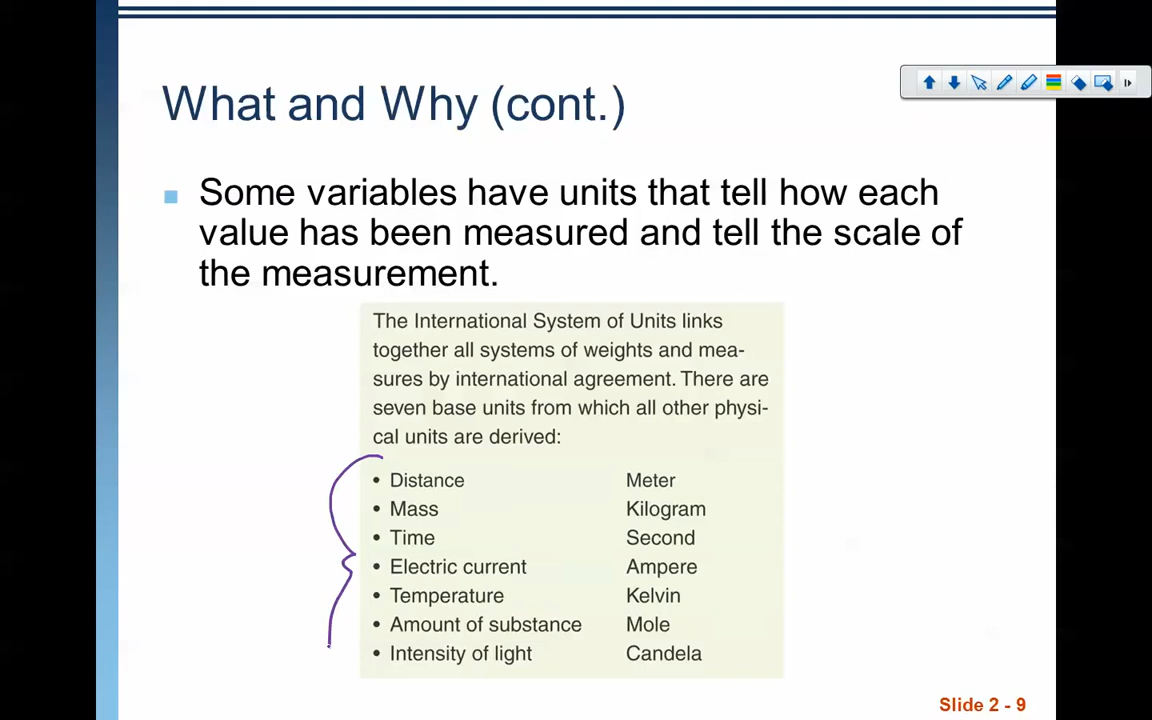 What and Why (cont.)
Some variables have units that tell how each
value has been measured and tell the scale of
the measurement.
The International System of Units links
together all systems of weights and mea-
sures by international agreement. There are
seven base units from which all other physi-
cal units are derived:
• Distance Meter
• Mass Kilogram
• Time Second
• Electric current Ampere
• Temperature Kelvin
• Amount of substance Mole
• Intensity of light Candela
Slide 2 - 9